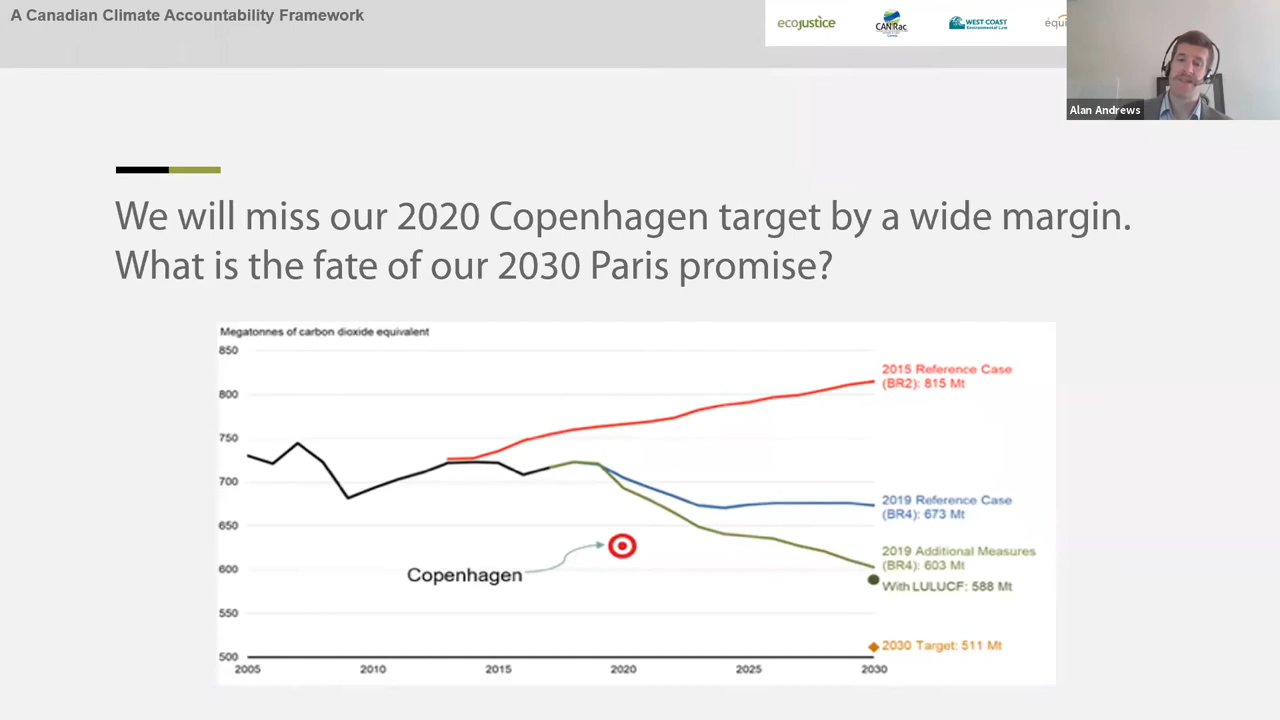 A Canadian Climate Accountability Framework
ecojustice
CAN Rac
WEST COAST
Environmental Law
équi
Alan Andrews
We will miss our 2020 Copenhagen target by a wide margin.
What is the fate of our 2030 Paris promise?
Megatonnes of carbon dioxide equivalent
850
800
750
700
650
600
550
500
2005
2010
2015
2020
2025
2030
Copenhagen
2015 Reference Case
(BR2): 815 Mt
2019 Reference Case
(BR4): 673 Mt
2019 Additional Measures
(BR4): 603 Mt
With LULUCF: 588 Mt
2030 Target: 511 Mt